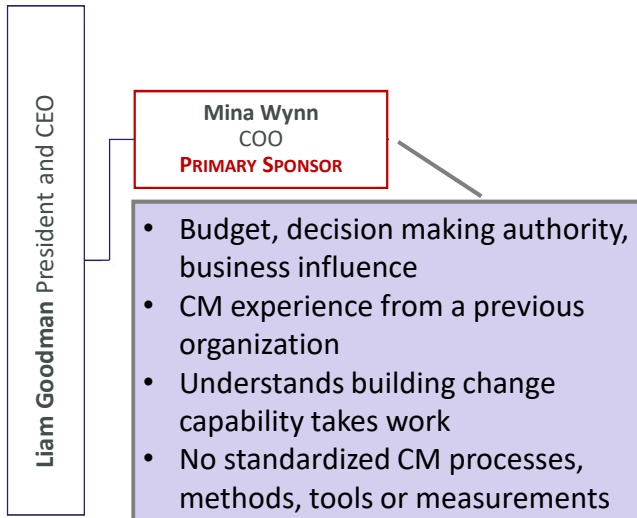 Liam Goodman President and CEO
Mina Wynn
COO
PRIMARY SPONSOR
• Budget, decision making authority,
business influence
• CM experience from a previous
organization
• Understands building change
capability takes work
• No standardized CM processes,
methods, tools or measurements